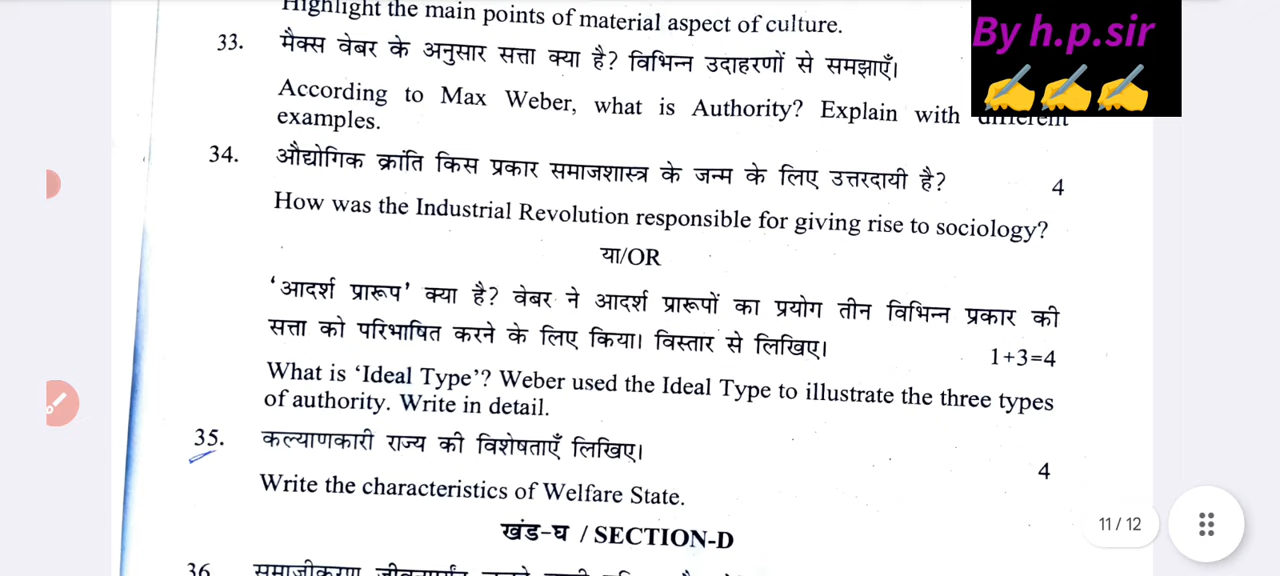 Highlight the main points of material aspect of culture.
By h.p.sir
33. मैक्स वेबर के अनुसार सत्ता क्या है? विभिन्न उदाहरणों से समझाएँ।
According to Max Weber, what is Authority? Explain with different
examples.
34. औद्योगिक क्रांति किस प्रकार समाजशास्त्र के जन्म के लिए उत्तरदायी है? 4
How was the Industrial Revolution responsible for giving rise to sociology?
या/OR
'आदर्श प्रारूप' क्या है? वेबर ने आदर्श प्रारूपों का प्रयोग तीन विभिन्न प्रकार की
सत्ता को परिभाषित करने के लिए किया। विस्तार से लिखिए। 1+3=4
What is 'Ideal Type'? Weber used the Ideal Type to illustrate the three types
of authority. Write in detail.
35. कल्याणकारी राज्य की विशेषताएँ लिखिए। 4
Write the characteristics of Welfare State.
11 / 12
खंड-घ / SECTION-D
36